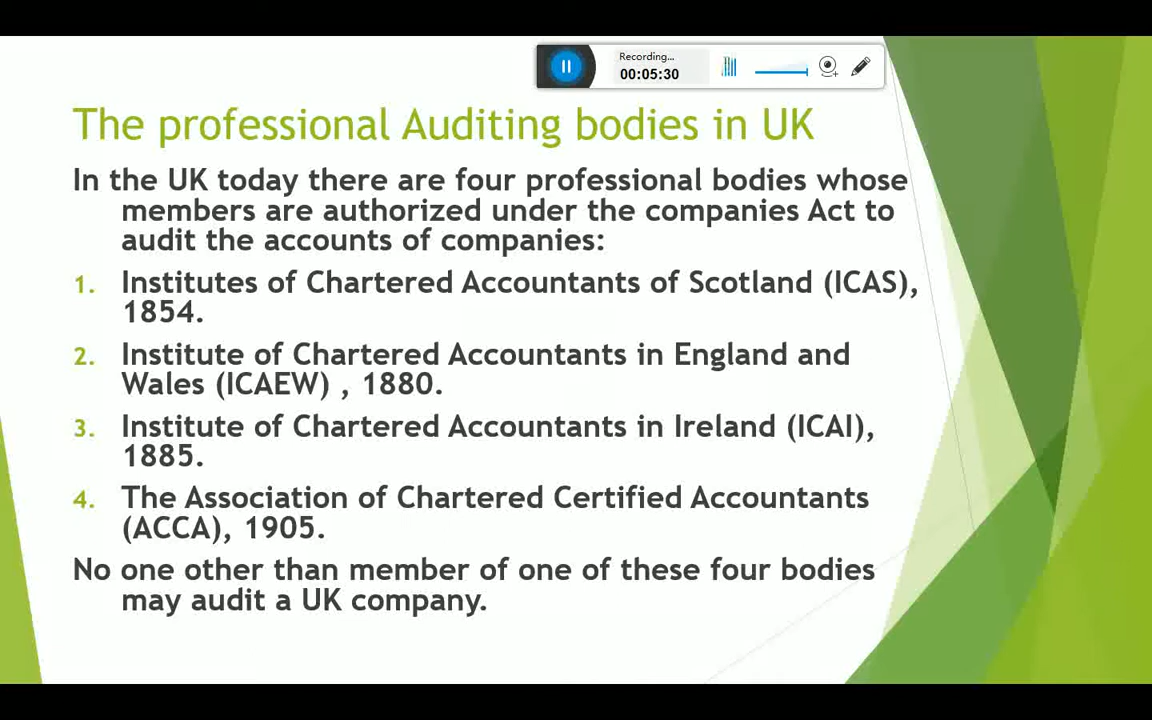 Recording...
00:05:30
The professional Auditing bodies in UK
In the UK today there are four professional bodies whose
members are authorized under the companies Act to
audit the accounts of companies:
1. Institutes of Chartered Accountants of Scotland (ICAS),
1854.
2. Institute of Chartered Accountants in England and
Wales (ICAEW) , 1880.
3. Institute of Chartered Accountants in Ireland (ICAI),
1885.
4. The Association of Chartered Certified Accountants
(ACCA), 1905.
No one other than member of one of these four bodies
may audit a UK company.